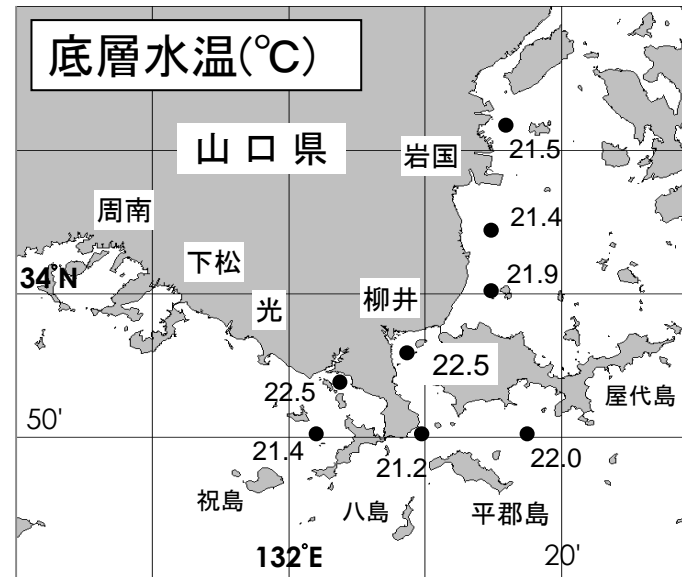 底層水温(℃)
山口県
岩国
21.5
周南
21.4
下松
34°N
21.9
光
柳井
22.5
22.5
屋代島
50'
21.4
21.2
22.0
祝島
八島
平郡島
132°E
20'